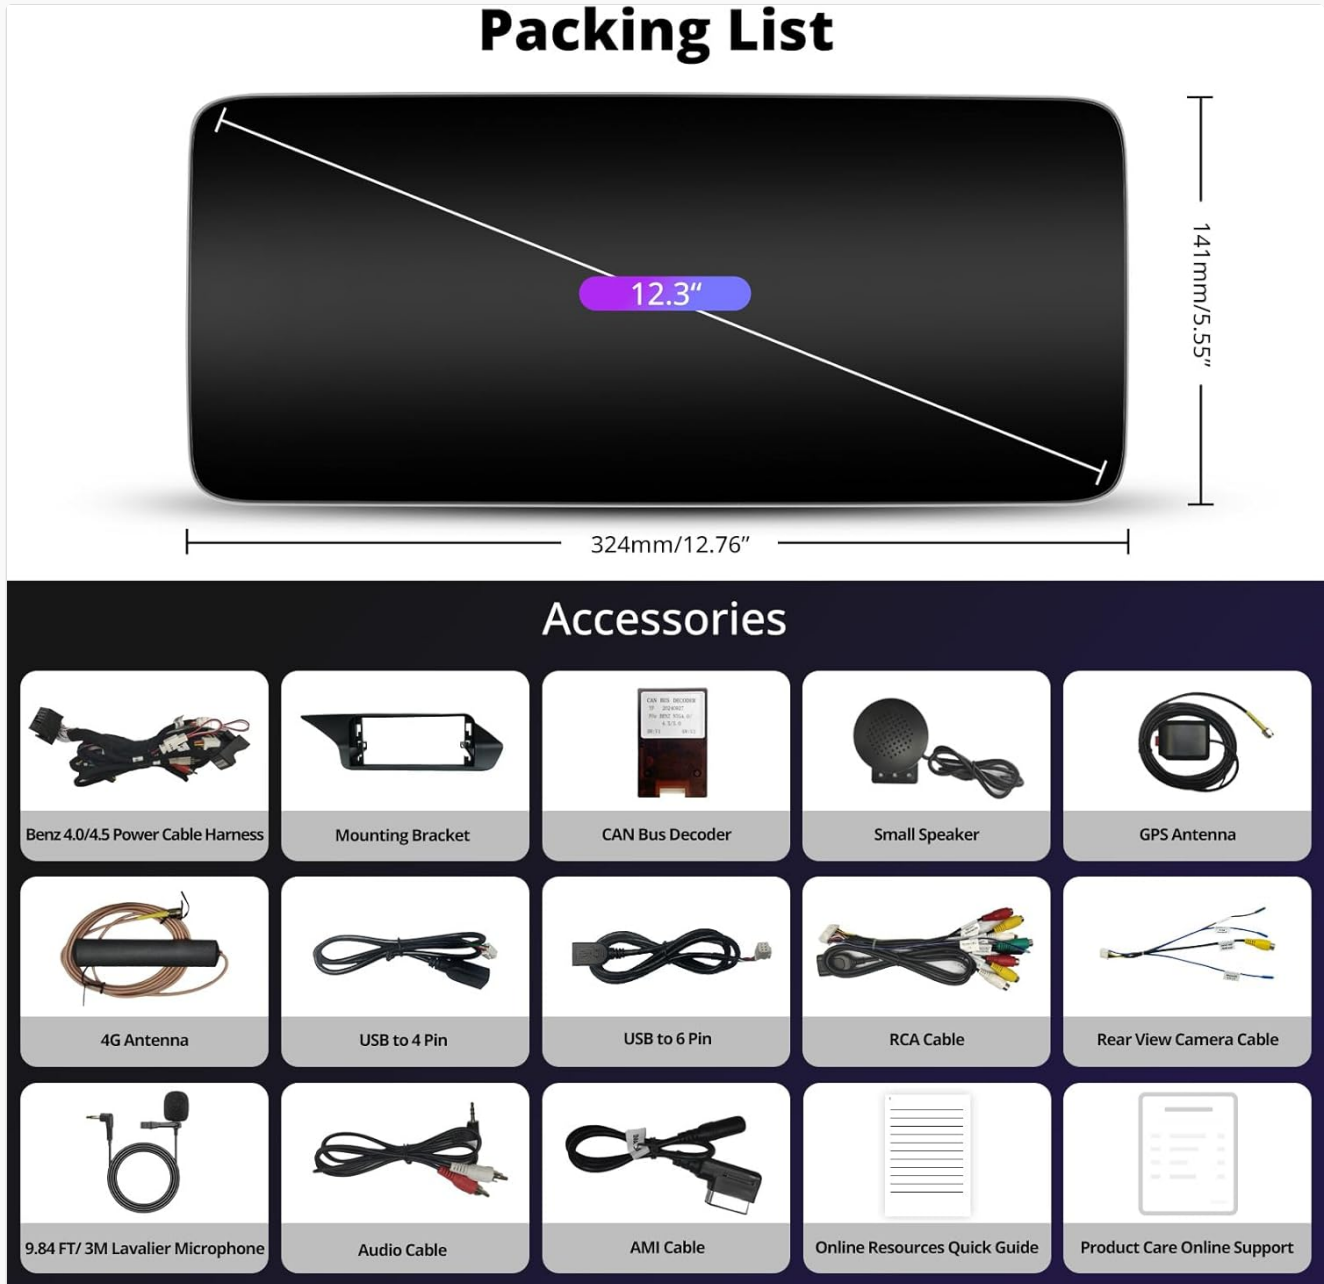 Packing List
12.3“
141mm/5.55”
324mm/12.76”
Accessories
CAN BUS DECODER
Benz 4.0/4.5 Power Cable Harness
Mounting Bracket
CAN Bus Decoder
Small Speaker
GPS Antenna
4G Antenna
USB to 4 Pin
USB to 6 Pin
RCA Cable
Rear View Camera Cable
9.84 FT/ 3M Lavalier Microphone
Audio Cable
AMI Cable
Online Resources Quick Guide
Product Care Online Support